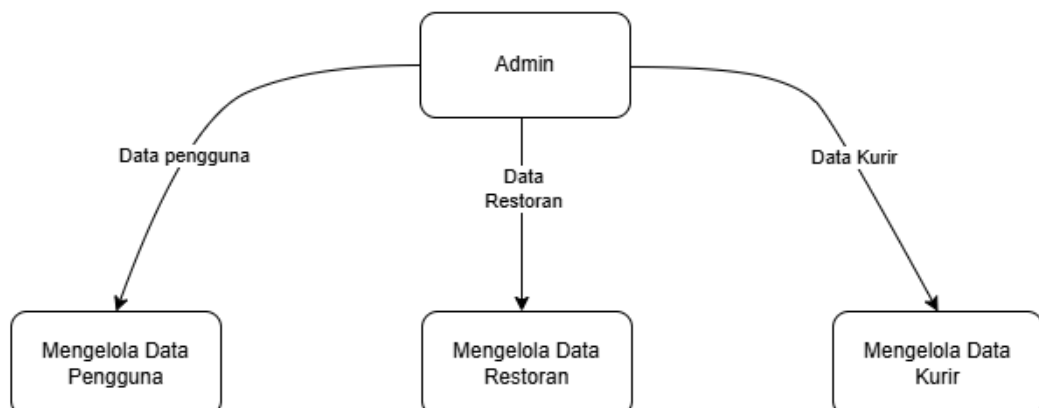 Admin
Data pengguna
Data
Restoran
Data Kurir
Mengelola Data
Pengguna
Mengelola Data
Restoran
Mengelola Data
Kurir